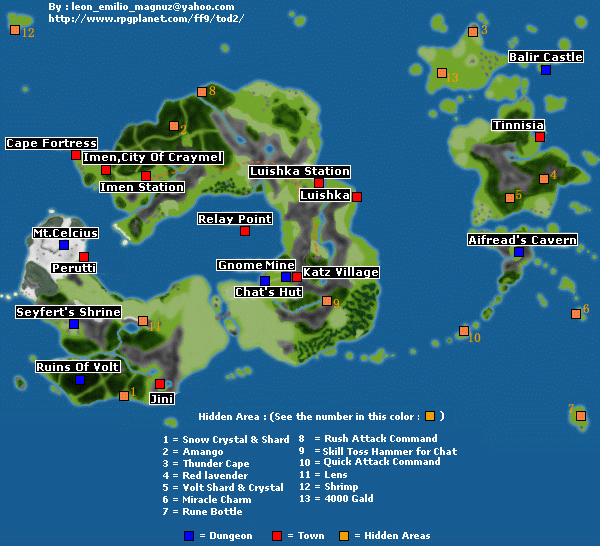 By : leon_emilio_magnuz@yahoo.com
http://www.rpgplanet.com/ff9/tod2/
12
3
13
Balir Castle
8
2
Tinnisia
Cape Fortress
Imen,City Of Craymel
Imen Station
Luishka Station
Luishka
4
5
Relay Point
Mt.Celcius
Perutti
Aifread's Cavern
Gnome Mine
Katz Village
Chat's Hut
9
Seyfert's Shrine
11
6
10
Ruins Of Volt
1
Jini
7
Hidden Area : (See the number in this color : )
1 = Snow Crystal & Shard
2 = Amango
3 = Thunder Cape
4 = Red lavender
5 = Volt Shard & Crystal
6 = Miracle Charm
7 = Rune Bottle
8 = Rush Attack Command
9 = Skill Toss Hammer for Chat
10 = Quick Attack Command
11 = Lens
12 = Shrimp
13 = 4000 Gald
= Dungeon = Town = Hidden Areas